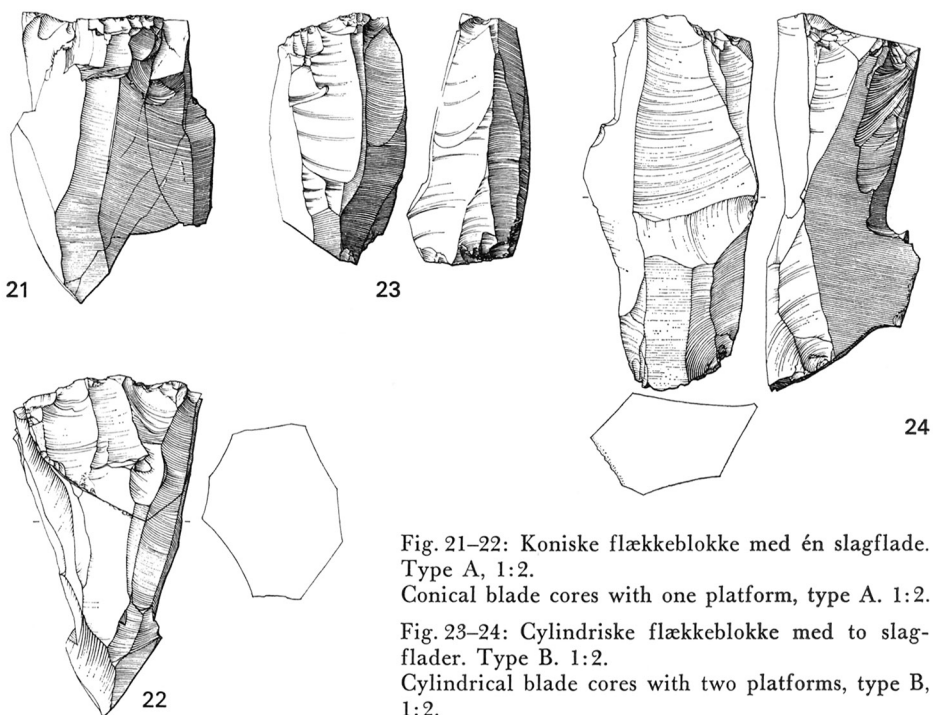 21
23
24
22
Fig. 21–22: Koniske flækkeblokke med én slagflade.
Type A, 1:2.
Conical blade cores with one platform, type A. 1:2.
Fig. 23–24: Cylindriske flækkeblokke med to slag-
flader. Type B. 1:2.
Cylindrical blade cores with two platforms, type B,
1:2.